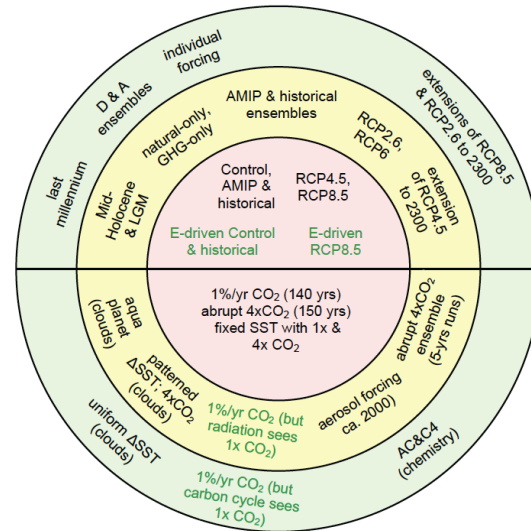 individual
forcing
D & A
ensembles
last
millennium
extensions of RCP8.5
& RCP2.6 to 2300
AMIP & historical
ensembles
natural-only,
GHG-only
Mid-
Holocene
& LGM
RCP2.6,
RCP6
extension
of RCP4.5
to 2300
Control,
AMIP &
historical
RCP4.5,
RCP8.5
E-driven Control
& historical
E-driven
RCP8.5
1%/yr CO₂ (140 yrs)
abrupt 4xCO₂ (150 yrs)
fixed SST with 1x &
4x CO₂
aqua
planet
(clouds)
patterned
ΔSST; 4xCO₂
(clouds)
1%/yr CO₂ (but
radiation sees
1x CO₂)
aerosol forcing
ca. 2000)
abrupt 4xCO₂
ensemble
(5-yrs runs)
uniform ΔSST
(clouds)
1%/yr CO₂ (but
carbon cycle sees
1x CO₂)
AC&C4
(chemistry)